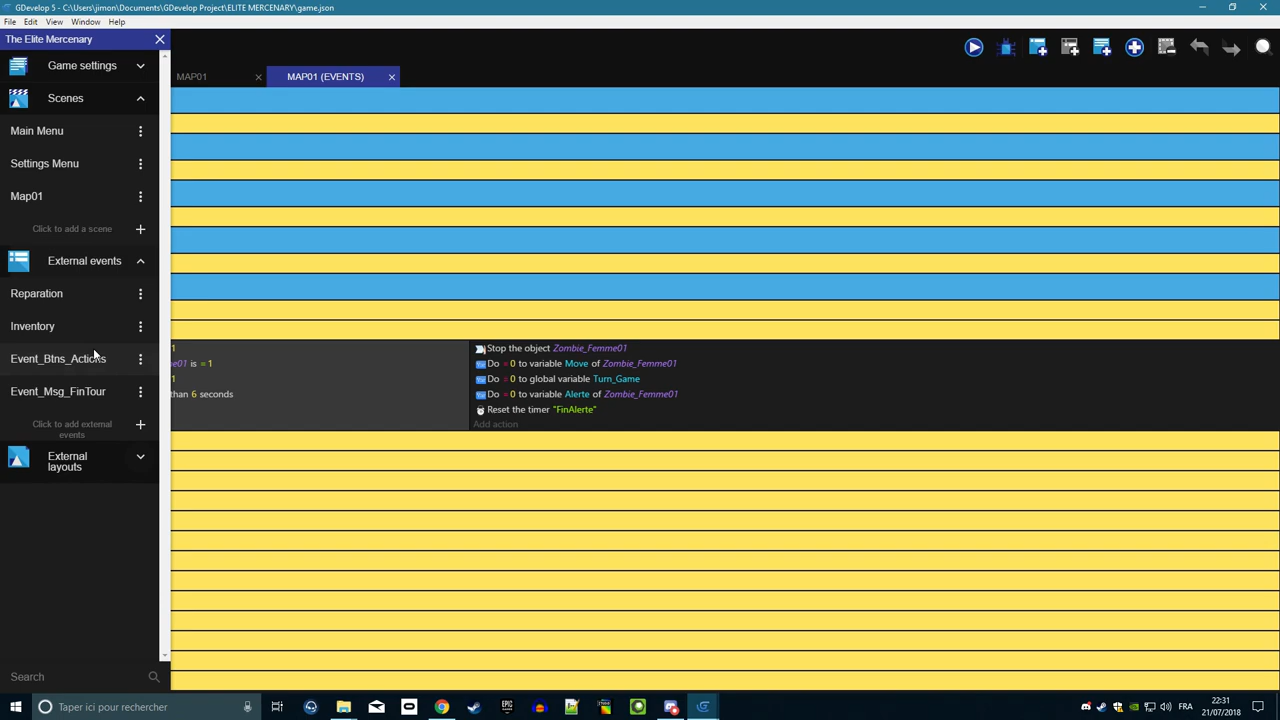 GDevelop 5 - C:\Users\jimon\Documents\GDevelop Project\ELITE MERCENARY\game.json
File Edit View Window Help
The Elite Mercenary
Game settings
MAP01
MAP01 (EVENTS)
Scenes
Main Menu
Settings Menu
Map01
Click to add a scene
External events
Reparation
Inventory
Event_Btns_Actions
Event_Msg_FinTour
Click to add external
events
External
layouts
1
se01 is = 1
1
than 6 seconds
Stop the object Zombie_Femme01
Do = 0 to variable Move of Zombie_Femme01
Do = 0 to global variable Turn_Game
Do = 0 to variable Alerte of Zombie_Femme01
Reset the timer "FinAlerte"
Add action
Search
Taper ici pour rechercher
FRA
22:31
21/07/2018